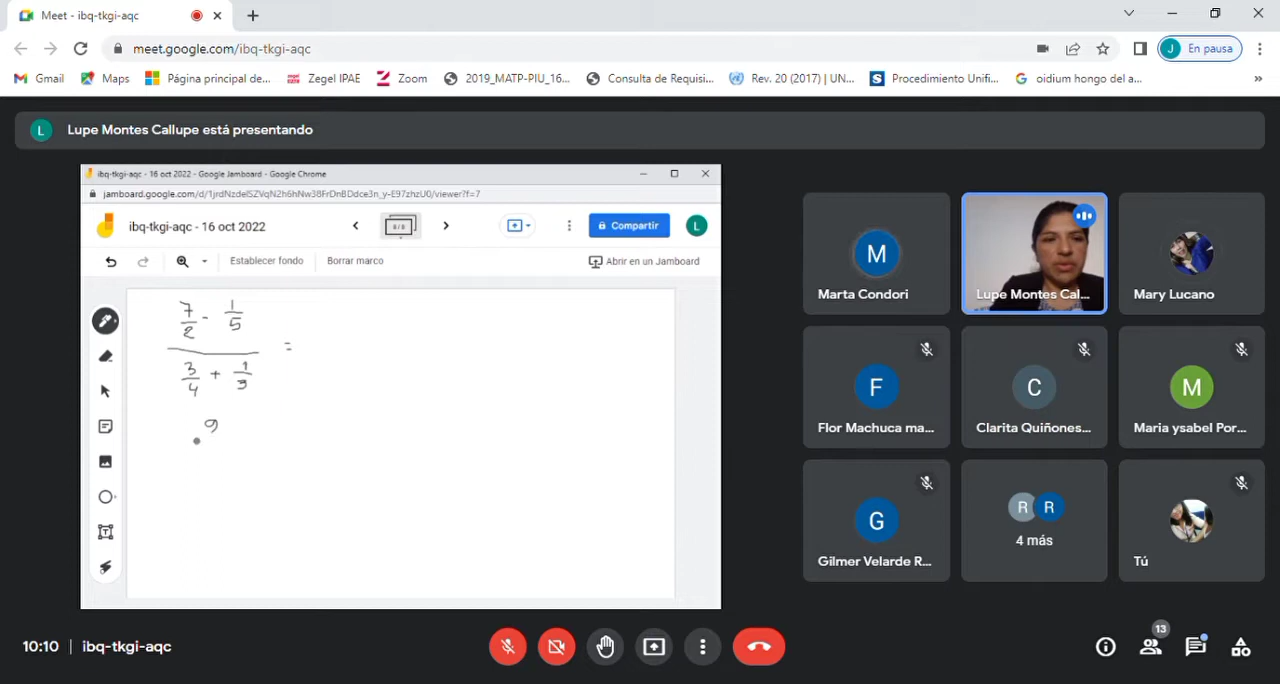 Meet - ibq-tkgi-aqc
meet.google.com/ibq-tkgi-aqc
J En pausa
Gmail Maps Página principal de... Zegel IPAE Zoom 2019_MATP-PIU_16... Consulta de Requisi... Rev. 20 (2017) | UN... Procedimiento Unifi... oidium hongo del a... »
L Lupe Montes Callupe está presentando
ibq-tkgi-aqc - 16 oct 2022 - Google Jamboard - Google Chrome
ibq-tkgi-aqc - 16 oct 2022
8/8
Compartir
L
Establecer fondo Borrar marco Abrir en un Jamboard
7/2 - 1/5
=
3/4 + 1/3
9
M
Marta Condori
Lupe Montes Cal...
Mary Lucano
F
Flor Machuca ma...
C
Clarita Quiñones...
M
Maria ysabel Por...
G
Gilmer Velarde R...
R R
4 más
Tú
10:10 | ibq-tkgi-aqc
13